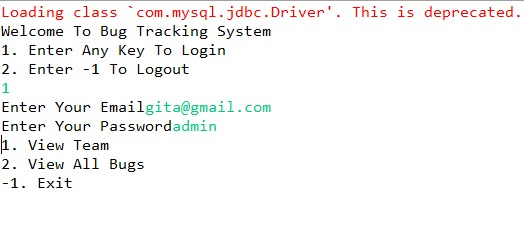 Loading class `com.mysql.jdbc.Driver'. This is deprecated.
Welcome To Bug Tracking System
1. Enter Any Key To Login
2. Enter -1 To Logout
1
Enter Your Emailgita@gmail.com
Enter Your Passwordadmin
1. View Team
2. View All Bugs
-1. Exit